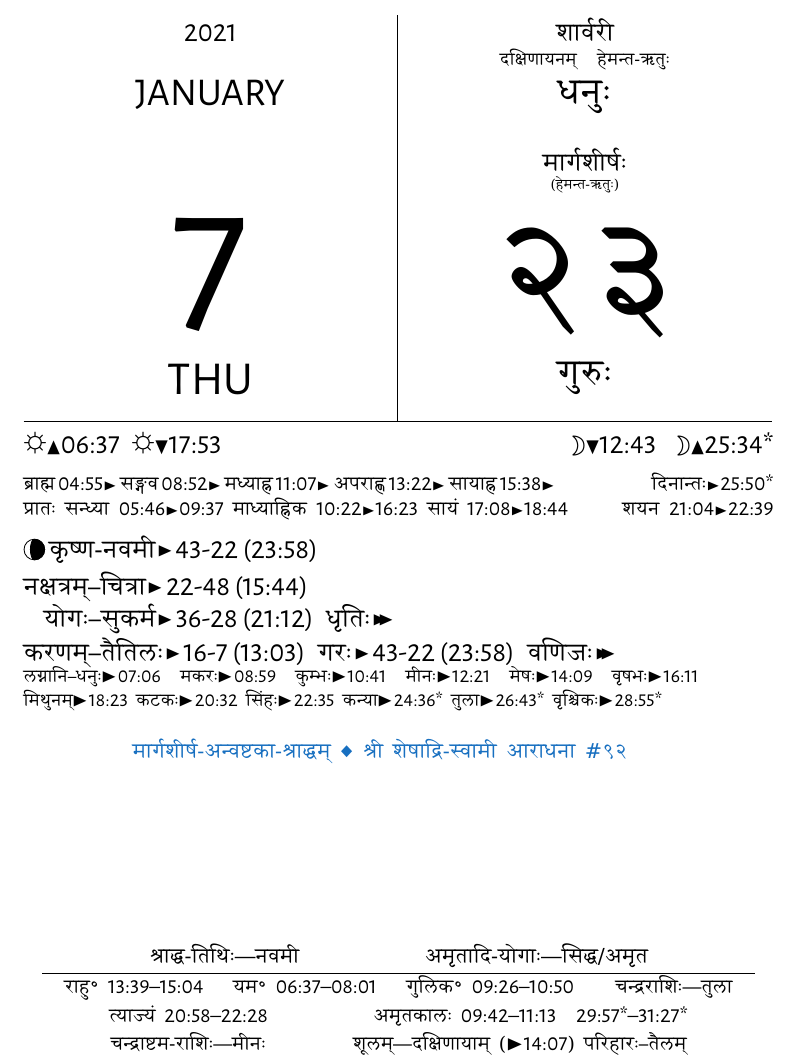 2021
JANUARY
7
THU
शार्वरी
दक्षिणायनम् हेमन्त-ऋतुः
धनुः
मार्गशीर्षः
(हेमन्त-ऋतुः)
२३
गुरुः
☼▲06:37 ☼▼17:53 ☽▼12:43 ☽▲25:34*
ब्राह्म 04:55► सङ्गव 08:52► मध्याह्न 11:07► अपराह्ण 13:22► सायाह्न 15:38► दिनान्तः►25:50*
प्रातः सन्ध्या 05:46►09:37 माध्याह्निक 10:22►16:23 सायं 17:08►18:44 शयन 21:04►22:39
कृष्ण-नवमी►43-22 (23:58)
नक्षत्रम्–चित्रा►22-48 (15:44)
योगः–सुकर्म►36-28 (21:12) धृतिः►►
करणम्–तैतिलः►16-7 (13:03) गरः►43-22 (23:58) वणिजः►►
लग्नानि–धनुः►07:06 मकरः►08:59 कुम्भः►10:41 मीनः►12:21 मेषः►14:09 वृषभः►16:11
मिथुनम्►18:23 कटकः►20:32 सिंहः►22:35 कन्या►24:36* तुला►26:43* वृश्चिकः►28:55*
मार्गशीर्ष-अन्वष्टका-श्राद्धम् ◆ श्री शेषाद्रि-स्वामी आराधना #९२
श्राद्ध-तिथिः—नवमी अमृतादि-योगाः—सिद्ध/अमृत
राहु॰ 13:39–15:04 यम॰ 06:37–08:01 गुलिक॰ 09:26–10:50 चन्द्रराशिः—तुला
त्याज्यं 20:58–22:28 अमृतकालः 09:42–11:13 29:57*–31:27*
चन्द्राष्टम-राशिः—मीनः शूलम्—दक्षिणायाम् (►14:07) परिहारः–तैलम्